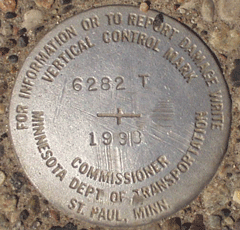 FOR INFORMATION OR TO REPORT DAMAGE WRITE
VERTICAL CONTROL MARK
6282 T
COMMISSIONER
MINNESOTA DEPT. OF TRANSPORTATION
ST. PAUL, MINN